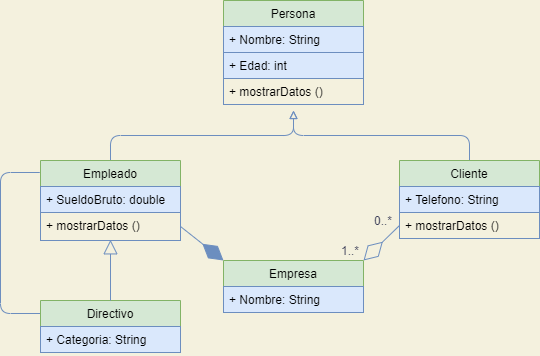 Persona
+ Nombre: String
+ Edad: int
+ mostrarDatos ()
Empleado
+ SueldoBruto: double
+ mostrarDatos ()
Cliente
+ Telefono: String
+ mostrarDatos ()
0..*
1..*
Empresa
+ Nombre: String
Directivo
+ Categoria: String